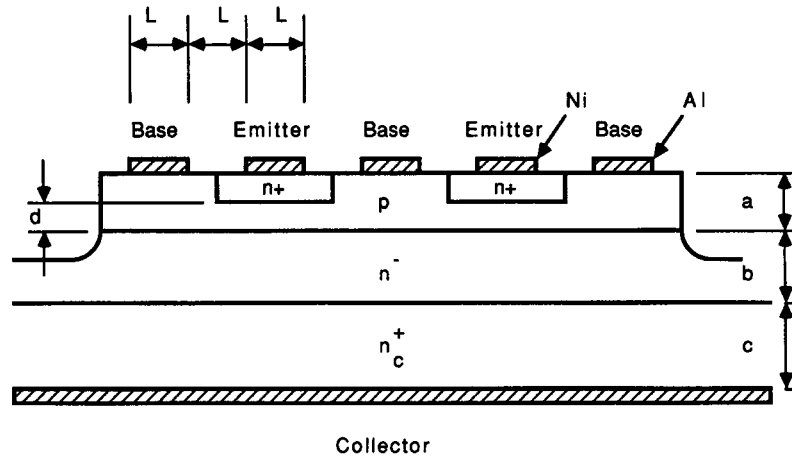 L L L
Ni Al
Base Emitter Base Emitter Base
n+ n+
d p a
n- b
n+c c
Collector